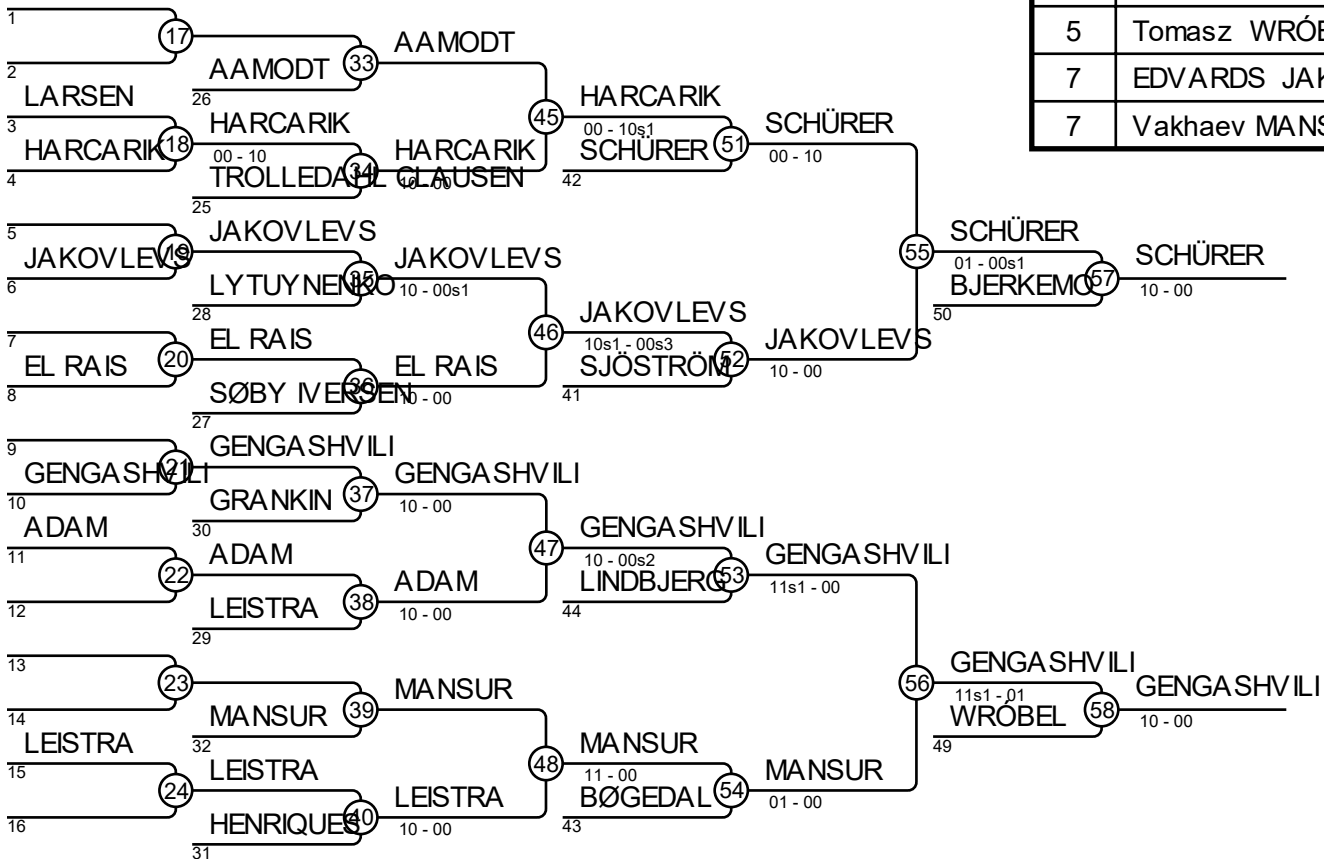 1
17
2
AAMODT
26
33
AAMODT
LARSEN
3
HARCARIK
4
18
HARCARIK
00 - 10
TROLLEDAHL CLAUSEN
25
34
HARCARIK
10 - 00
45
HARCARIK
00 - 10s1
SCHÜRER
42
51
SCHÜRER
00 - 10
5
JAKOVLEVS
6
19
JAKOVLEVS
LYTUYNENKO
28
35
JAKOVLEVS
10 - 00s1
7
EL RAIS
8
20
EL RAIS
SØBY IVERSEN
27
36
EL RAIS
10 - 00
46
JAKOVLEVS
10s1 - 00s3
SJÖSTRÖM
41
52
JAKOVLEVS
10 - 00
55
SCHÜRER
01 - 00s1
BJERKEMO
50
57
SCHÜRER
10 - 00
9
GENGASHVILI
10
21
GENGASHVILI
GRANKIN
30
37
GENGASHVILI
10 - 00
ADAM
11
12
22
ADAM
LEISTRA
29
38
ADAM
10 - 00
47
GENGASHVILI
10 - 00s2
LINDBJERG
44
53
GENGASHVILI
11s1 - 00
13
14
23
MANSUR
32
39
MANSUR
LEISTRA
15
16
24
LEISTRA
HENRIQUES
31
40
LEISTRA
10 - 00
48
MANSUR
11 - 00
BØGEDAL
43
54
MANSUR
01 - 00
56
GENGASHVILI
11s1 - 01
WRÓBEL
49
58
GENGASHVILI
10 - 00
5 Tomasz WRÓB
7 EDVARDS JAK
7 Vakhaev MANS